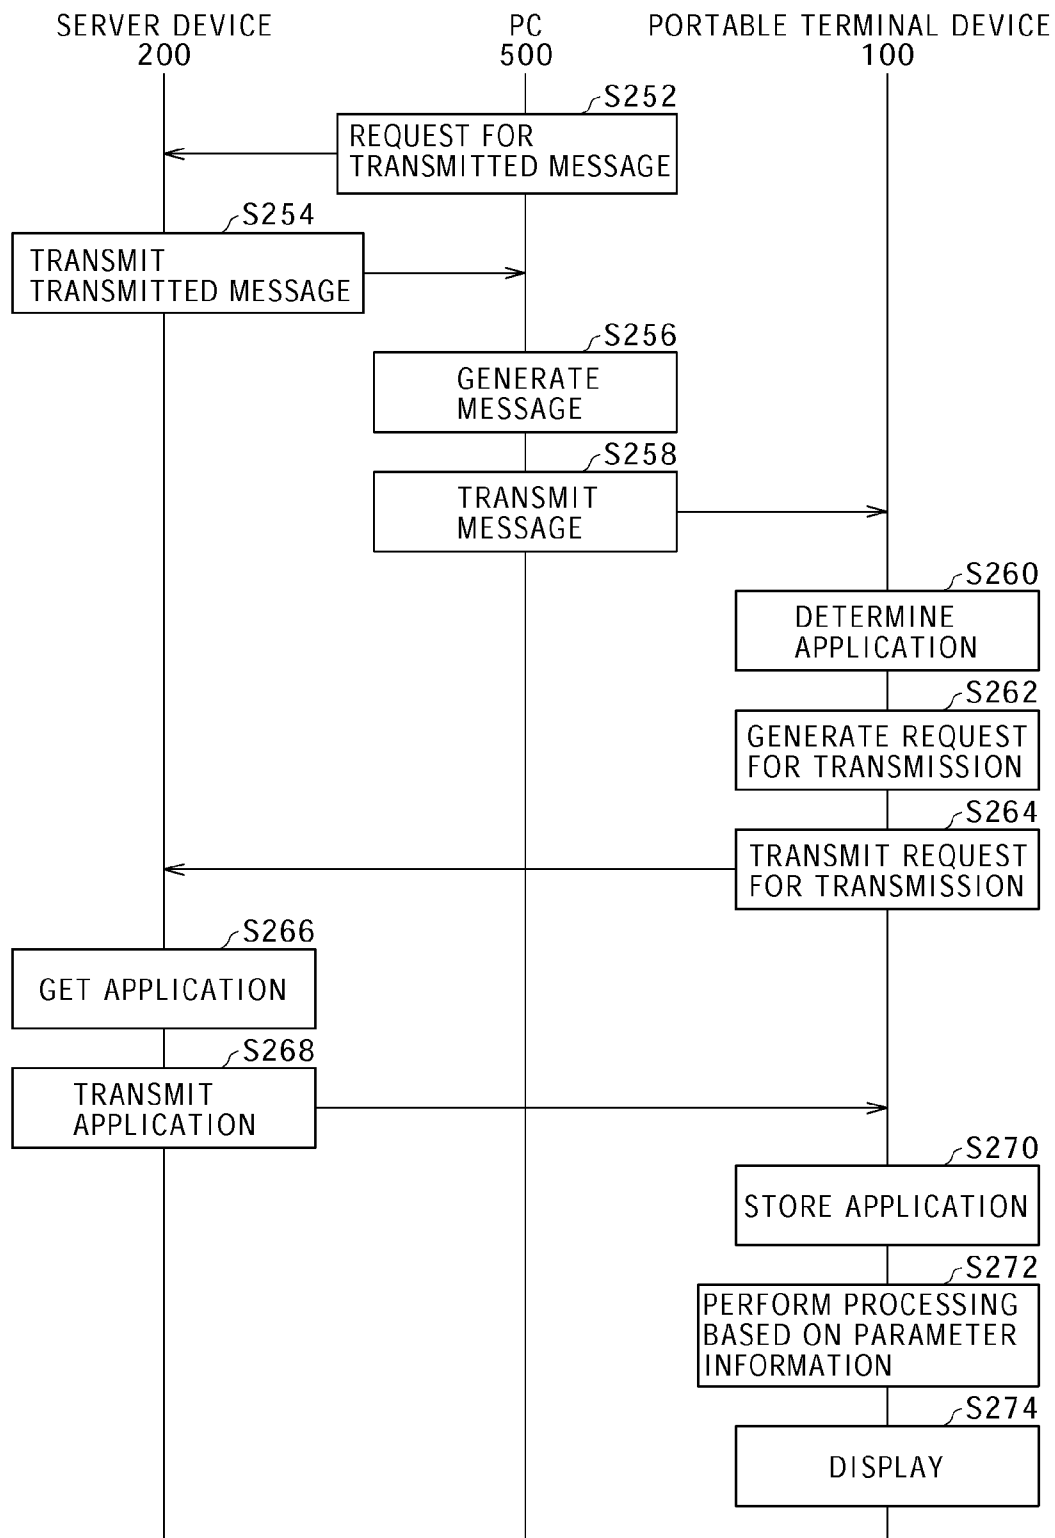 SERVER DEVICE
200
PC
500
PORTABLE TERMINAL DEVICE
100
S252
REQUEST FOR
TRANSMITTED MESSAGE
S254
TRANSMIT
TRANSMITTED MESSAGE
S256
GENERATE
MESSAGE
S258
TRANSMIT
MESSAGE
S260
DETERMINE
APPLICATION
S262
GENERATE REQUEST
FOR TRANSMISSION
S264
TRANSMIT REQUEST
FOR TRANSMISSION
S266
GET APPLICATION
S268
TRANSMIT
APPLICATION
S270
STORE APPLICATION
S272
PERFORM PROCESSING
BASED ON PARAMETER
INFORMATION
S274
DISPLAY